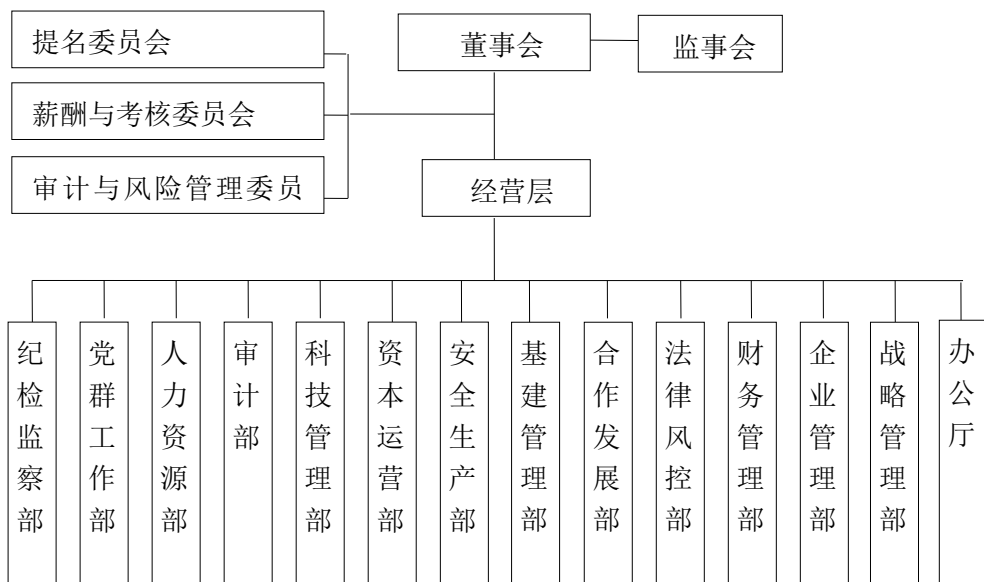 提名委员会
董事会
监事会
薪酬与考核委员会
审计与风险管理委员
经营层
纪检监察部
党群工作部
人力资源部
审计部
科技管理部
资本运营部
安全生产部
基建管理部
合作发展部
法律风控部
财务管理部
企业管理部
战略管理部
办公厅